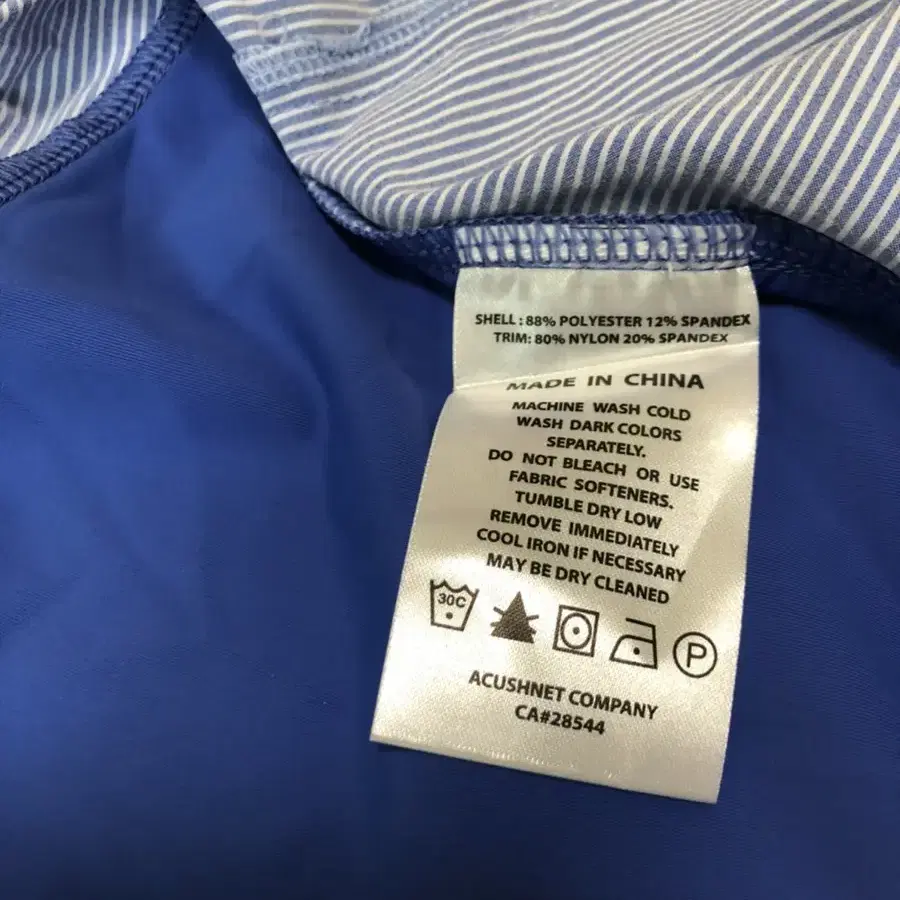 SHELL : 88% POLYESTER 12% SPANDEX
TRIM: 80% NYLON 20% SPANDEX
MADE IN CHINA
MACHINE WASH COLD
WASH DARK COLORS
SEPARATELY.
DO NOT BLEACH OR USE
FABRIC SOFTENERS.
TUMBLE DRY LOW
REMOVE IMMEDIATELY
COOL IRON IF NECESSARY
MAY BE DRY CLEANED
30C P
ACUSHNET COMPANY
CA#28544